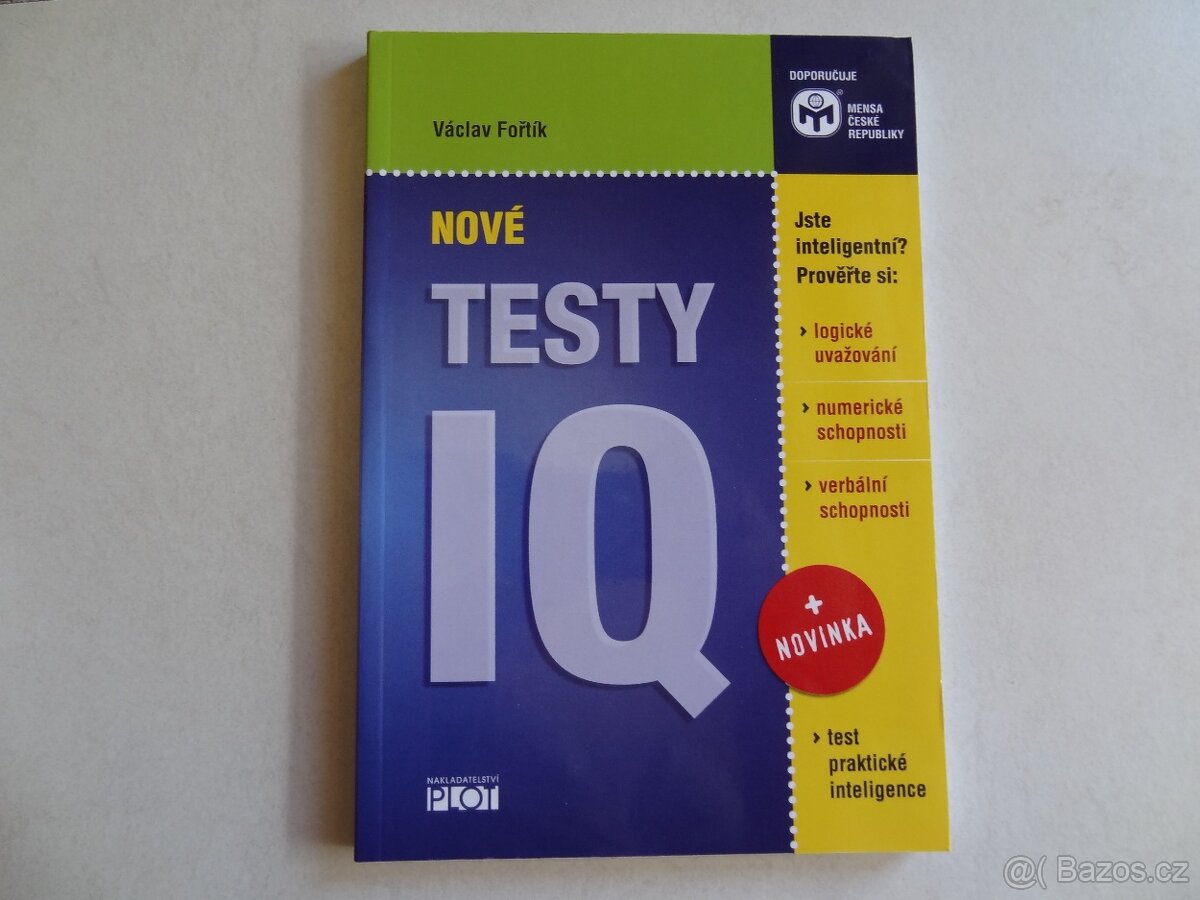 Václav Fořtík
DOPORUČUJE
MENSA
ČESKÉ
REPUBLIKY
NOVÉ
TESTY
IQ
Jste
inteligentní?
Prověřte si:
› logické
uvažování
› numerické
schopnosti
› verbální
schopnosti
+
NOVINKA
› test
praktické
inteligence
NAKLADATELSTVÍ
PLOT
@( Bazos.cz